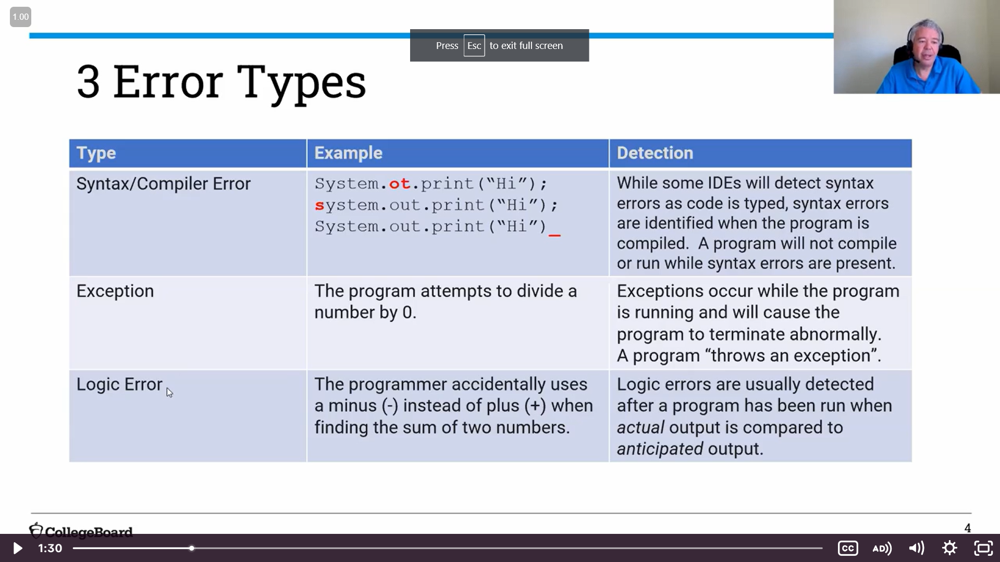 1.00
Press Esc to exit full screen
3 Error Types
Type
Example
Detection
Syntax/Compiler Error
System.ot.print(“Hi”);
system.out.print(“Hi”);
System.out.print(“Hi”)_
While some IDEs will detect syntax
errors as code is typed, syntax errors
are identified when the program is
compiled.  A program will not compile
or run while syntax errors are present.
Exception
The program attempts to divide a
number by 0.
Exceptions occur while the program
is running and will cause the
program to terminate abnormally.
A program “throws an exception”.
Logic Error
The programmer accidentally uses
a minus (-) instead of plus (+) when
finding the sum of two numbers.
Logic errors are usually detected
after a program has been run when
actual output is compared to
anticipated output.
CollegeBoard
4
1:30
CC
AD